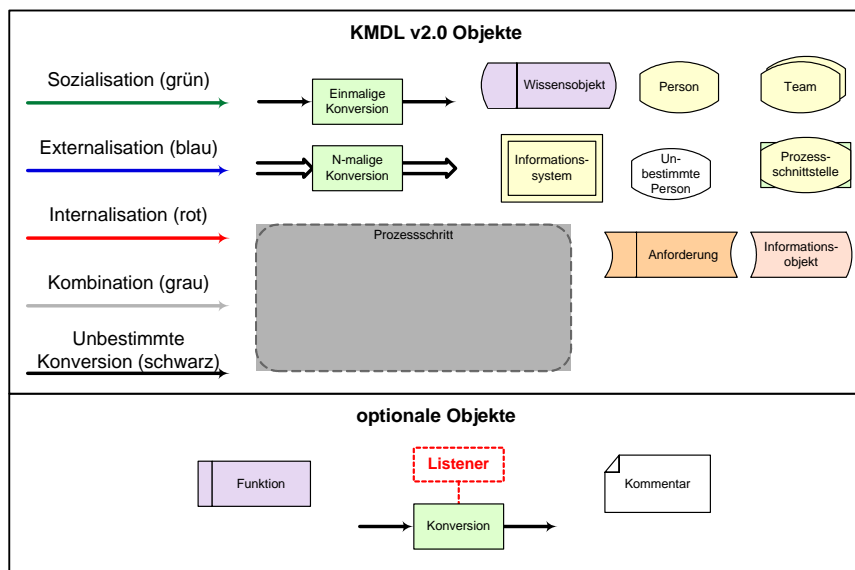 KMDL v2.0 Objekte
Sozialisation (grün)
Externalisation (blau)
Internalisation (rot)
Kombination (grau)
Unbestimmte
Konversion (schwarz)
Einmalige
Konversion
N-malige
Konversion
Prozessschritt
Wissensobjekt
Person
Team
Informations-
system
Un-
bestimmte
Person
Prozess-
schnittstelle
Anforderung
Informations-
objekt
optionale Objekte
Funktion
Listener
Konversion
Kommentar